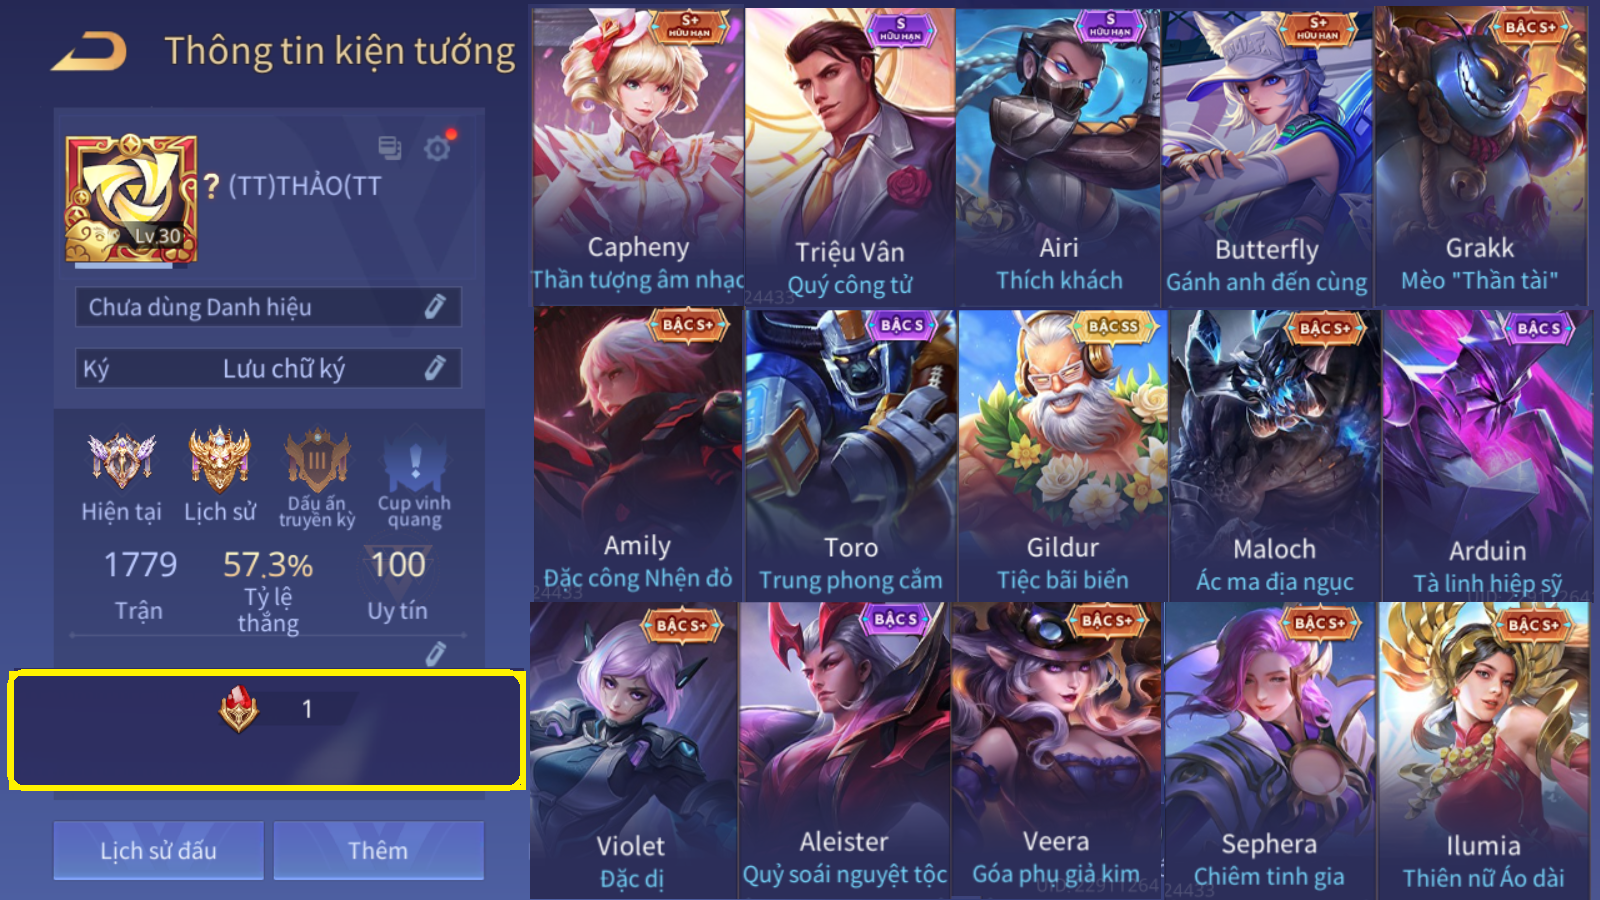 Thông tin kiện tướng
? (TT)THẢO(TT
Lv.30
Chưa dùng Danh hiệu
Ký Lưu chữ ký
Hiện tại
Lịch sử
III
Dấu ấn
truyền kỳ
Cup vinh
quang
1779
Trận
57.3%
Tỷ lệ
thắng
100
Uy tín
1
Lịch sử đấu
Thêm
S+
HỮU HẠN
Capheny
Thần tượng âm nhạc
S
HỮU HẠN
Triệu Vân
Quý công tử
24433
S
HỮU HẠN
Airi
Thích khách
S+
HỮU HẠN
Butterfly
Gánh anh đến cùng
BẬC S+
Grakk
Mèo "Thần tài"
BẬC S+
Amily
Đặc công Nhện đỏ
24433
BẬC S
Toro
Trung phong cắm
BẬC SS
Gildur
Tiệc bãi biển
BẬC S+
Maloch
Ác ma địa ngục
BẬC S
Arduin
Tà linh hiệp sỹ
BẬC S+
Violet
Đặc dị
BẬC S
Aleister
Quỷ soái nguyệt tộc
BẬC S+
Veera
Góa phụ giả kim
BẬC S+
Sephera
Chiêm tinh gia
24433
BẬC S+
Ilumia
Thiên nữ Áo dài